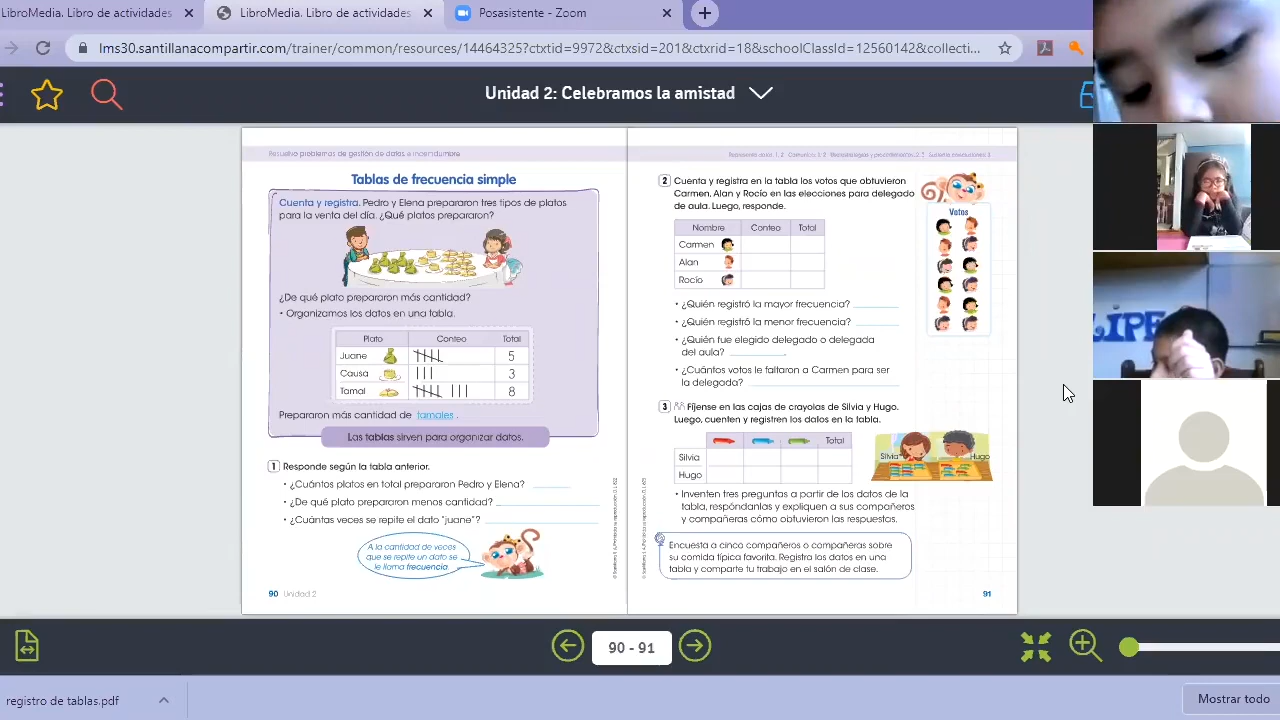 LibroMedia. Libro de actividades
LibroMedia. Libro de actividades
Posasistente - Zoom
lms30.santillanacompartir.com/trainer/common/resources/14464325?ctxtid=9972&ctxsid=201&ctxrid=18&schoolClassId=12560142&collecti...
Unidad 2: Celebramos la amistad
Resuelvo problemas de gestión de datos e incertidumbre
Tablas de frecuencia simple
Cuenta y registra. Pedro y Elena prepararon tres tipos de platos
para la venta del día. ¿Qué platos prepararon?
¿De qué plato prepararon más cantidad?
• Organizamos los datos en una tabla.
Plato Conteo Total
Juane 5
Causa 3
Tamal 8
Prepararon más cantidad de tamales.
Las tablas sirven para organizar datos.
1 Responde según la tabla anterior.
• ¿Cuántos platos en total prepararon Pedro y Elena?
• ¿De qué plato prepararon menos cantidad?
• ¿Cuántas veces se repite el dato "juane"?
A la cantidad de veces
que se repite un dato se
le llama frecuencia.
90 Unidad 2
2 Cuenta y registra en la tabla los votos que obtuvieron
Carmen, Alan y Rocío en las elecciones para delegado
de aula. Luego, responde.
Nombre Conteo Total
Carmen
Alan
Rocío
Votos
• ¿Quién registró la mayor frecuencia?
• ¿Quién registró la menor frecuencia?
• ¿Quién fue elegido delegado o delegada
del aula?
• ¿Cuántos votos le faltaron a Carmen para ser
la delegada?
3 Fíjense en las cajas de crayolas de Silvia y Hugo.
Luego, cuenten y registren los datos en la tabla.
Total
Silvia
Hugo
Silvia Hugo
• Inventen tres preguntas a partir de los datos de la
tabla, respóndanlas y expliquen a sus compañeros
y compañeras cómo obtuvieron las respuestas.
Encuesta a cinco compañeros o compañeras sobre
su comida típica favorita. Registra los datos en una
tabla y comparte tu trabajo en el salón de clase.
91
LIPE
90 - 91
registro de tablas.pdf
Mostrar todo